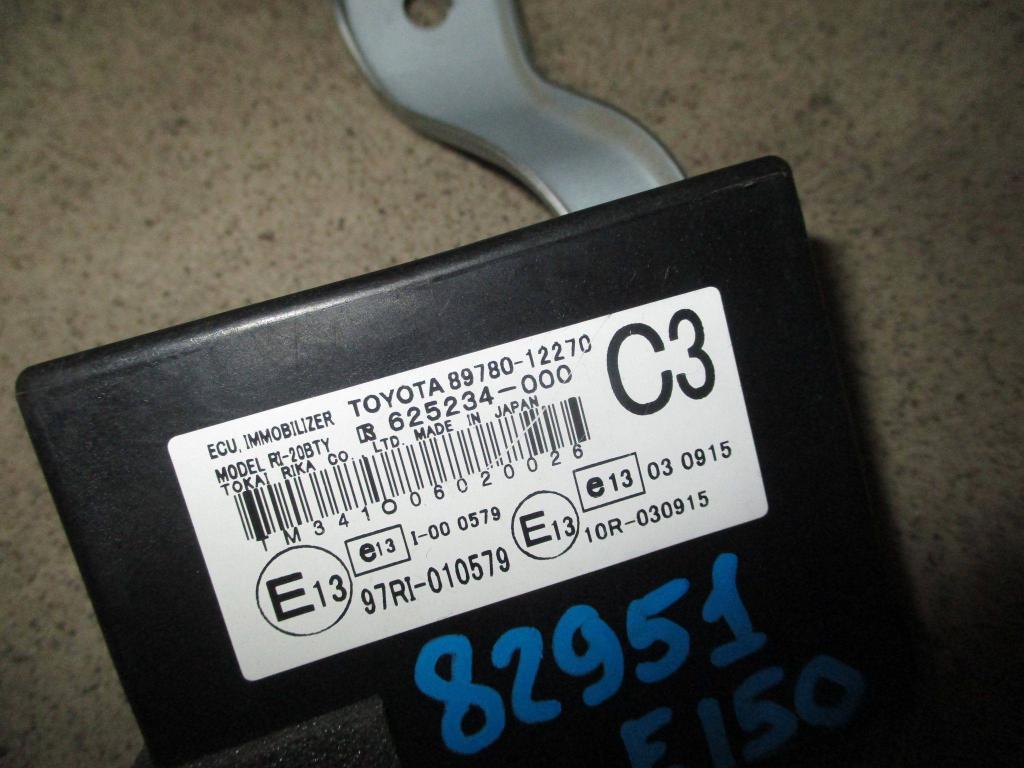 ECU, IMMOBILIZER TOYOTA 89780-12270 C3
MODEL RI-20BTY 625234-000
TOKAI RIKA CO. LTD. MADE IN JAPAN
IM341006020026
E13 e13 I-00 0579 E13 e13 03 0915
97RI-010579 10R-030915
82951
E150